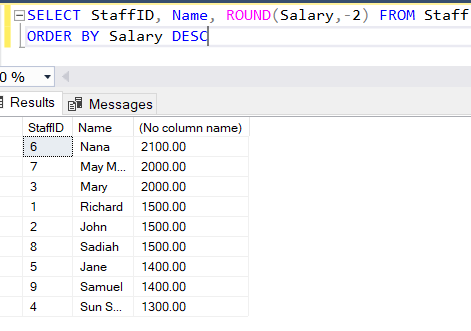 SELECT StaffID, Name, ROUND(Salary,-2) FROM Staff
ORDER BY Salary DESC
0 %
Results Messages
StaffID Name (No column name)
6 Nana 2100.00
7 May M... 2000.00
3 Mary 2000.00
1 Richard 1500.00
2 John 1500.00
8 Sadiah 1500.00
5 Jane 1400.00
9 Samuel 1400.00
4 Sun S... 1300.00